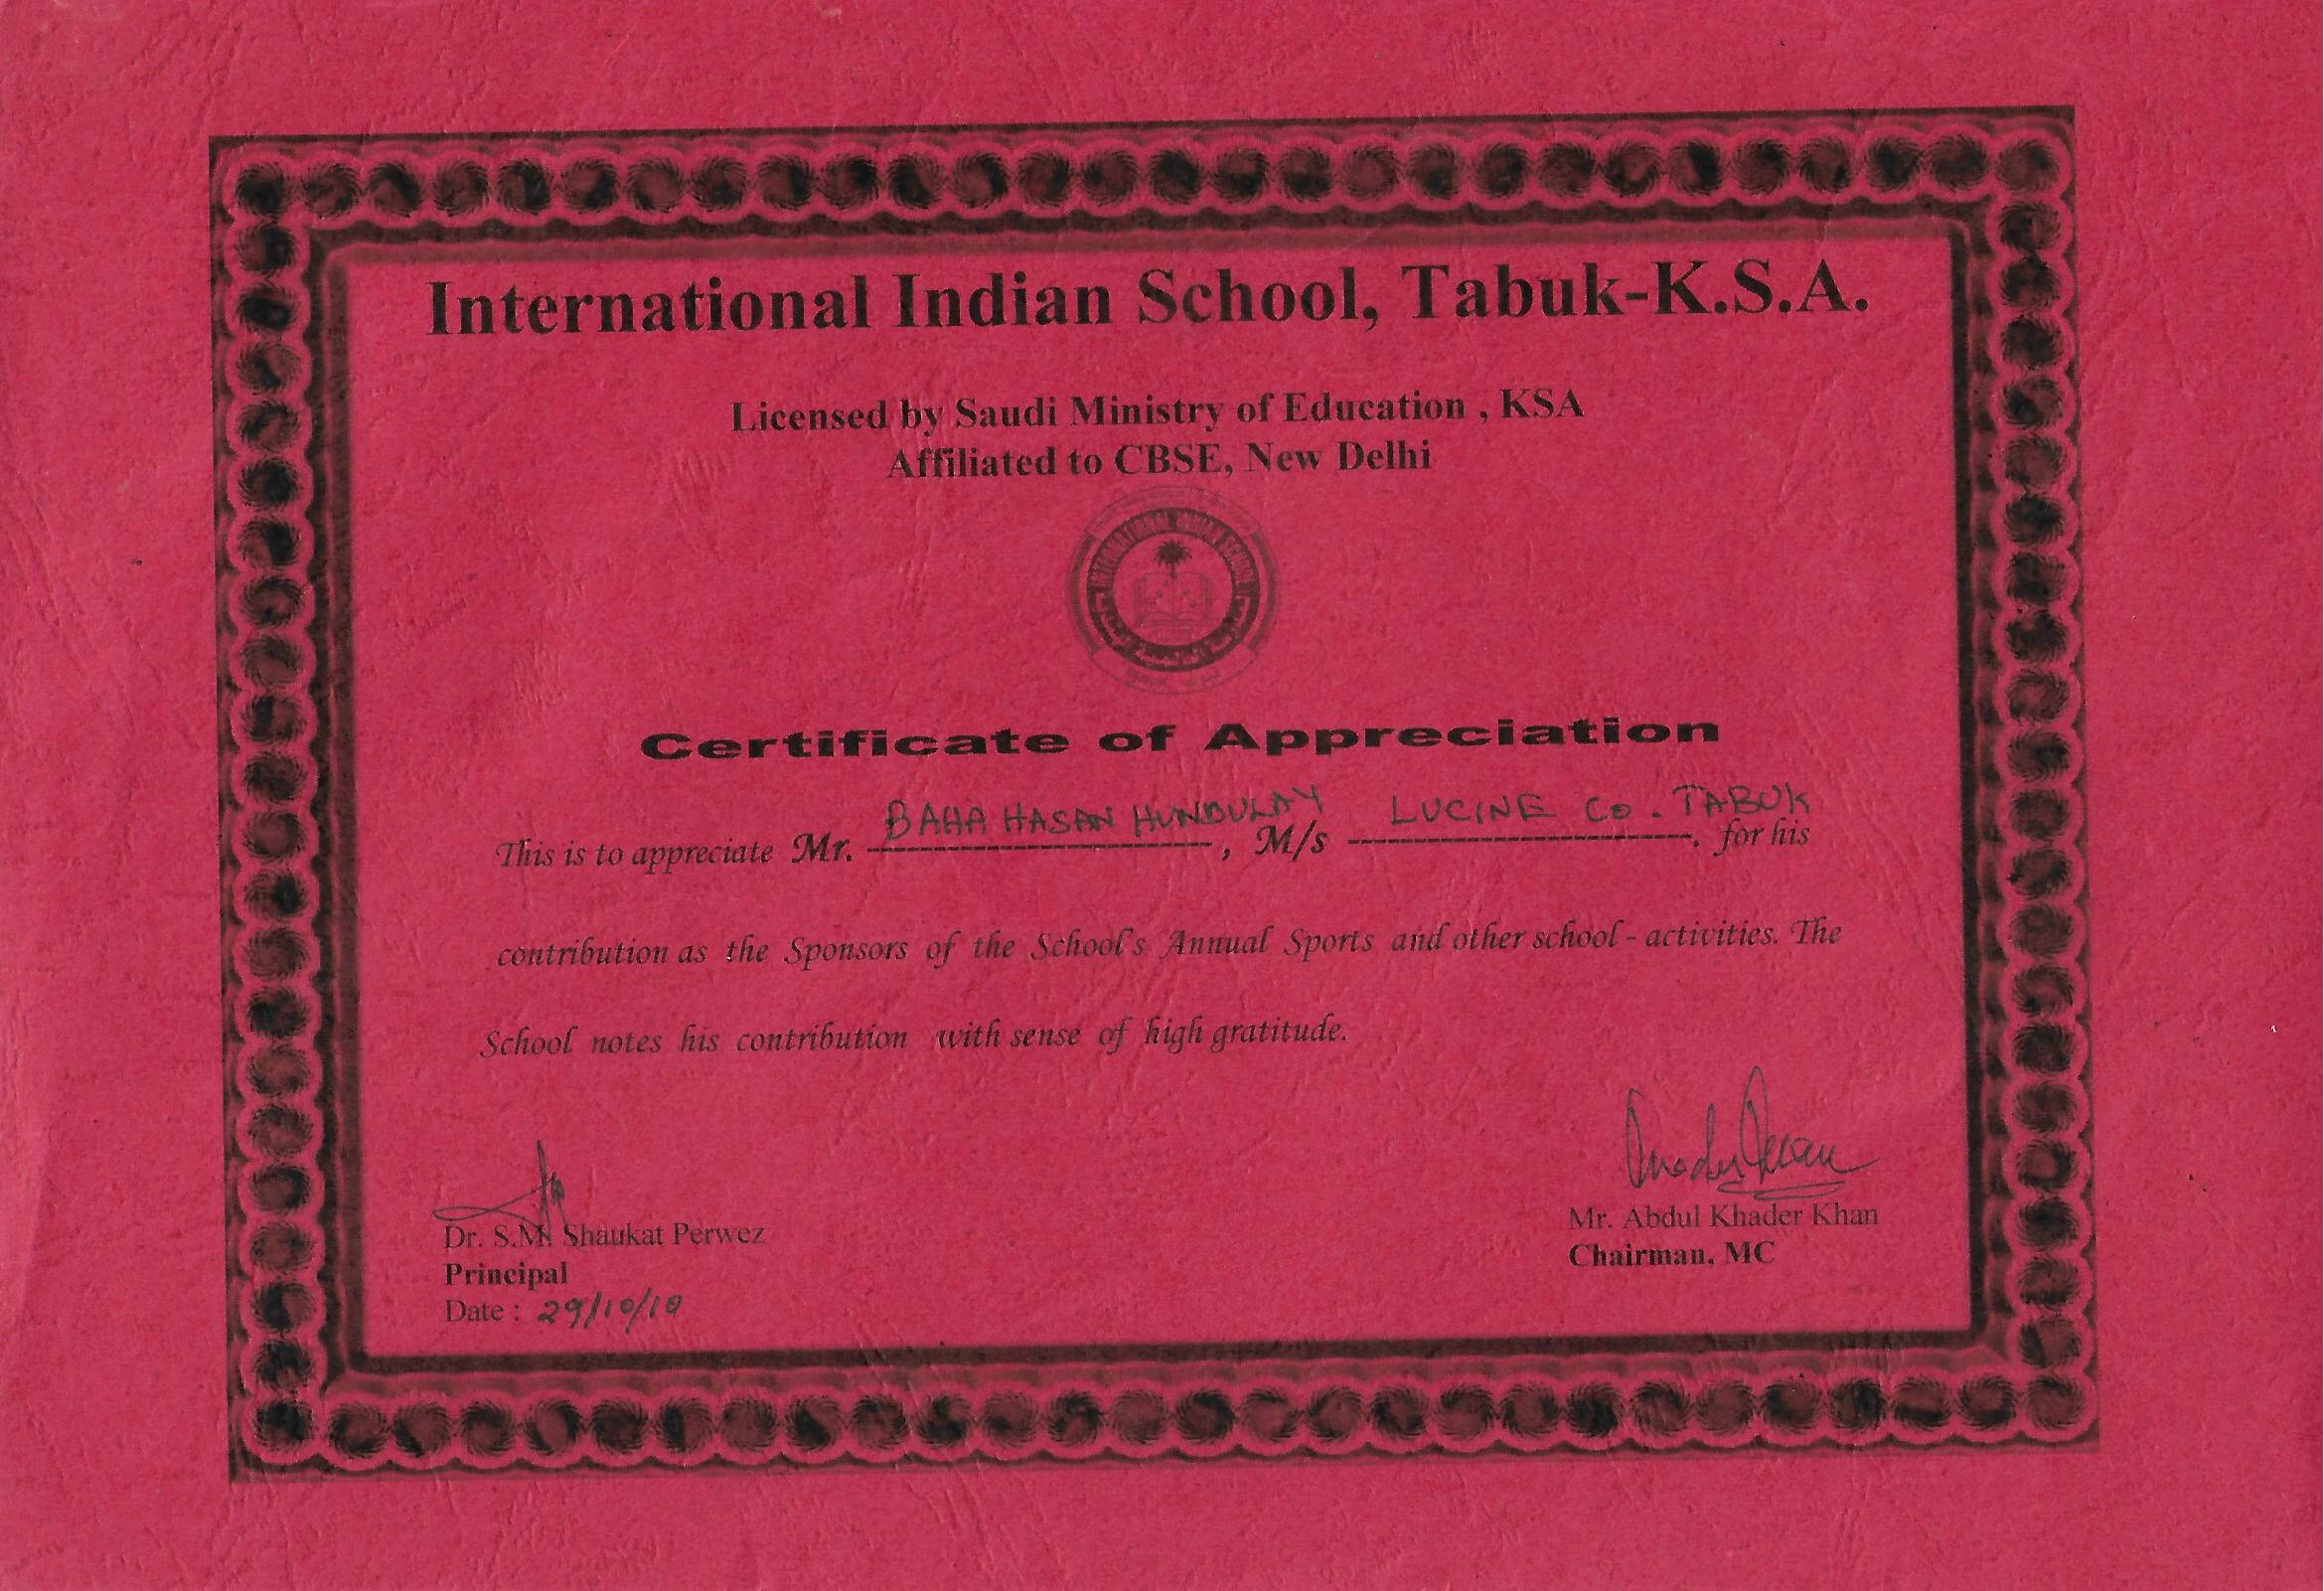 International Indian School, Tabuk-K.S.A.
Licensed by Saudi Ministry of Education , KSA
Affiliated to CBSE, New Delhi
INTERNATIONAL INDIAN SCHOOL
Certificate of Appreciation
This is to appreciate Mr. BAHA HASAN HUNDULAY, M/s LUCINE CO. TABUK. for his
contribution as the Sponsors of the School's Annual Sports and other school - activities. The
School notes his contribution with sense of high gratitude.
Dr. S.M. Shaukat Perwez
Principal
Date : 29/10/10
Mr. Abdul Khader Khan
Chairman, MC